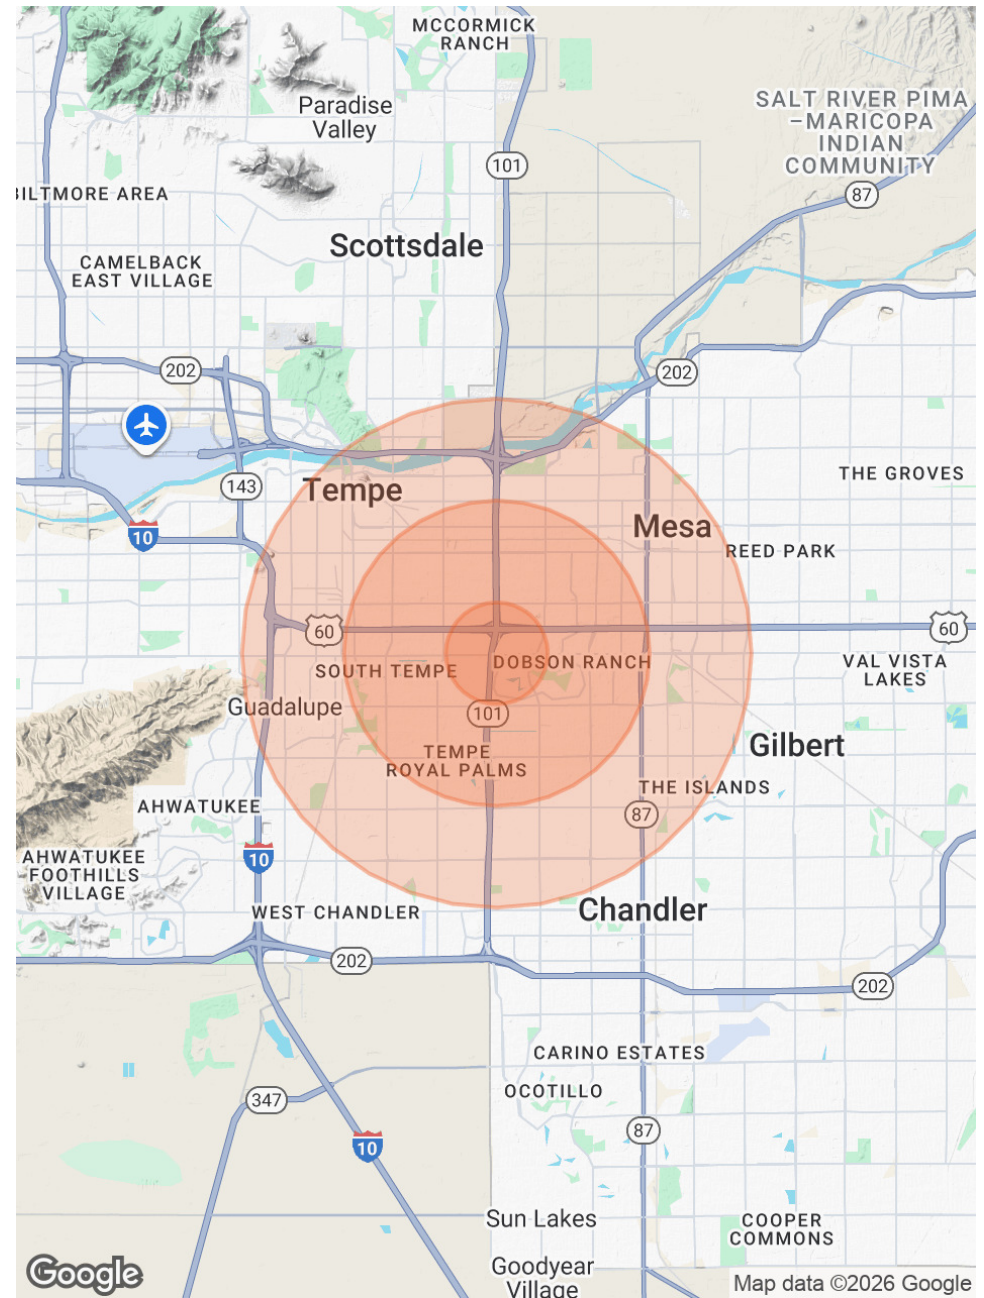 MCCORMICK
RANCH
Paradise
Valley
SALT RIVER PIMA
–MARICOPA
INDIAN
COMMUNITY
101
87
BILTMORE AREA
Scottsdale
CAMELBACK
EAST VILLAGE
202
202
THE GROVES
143
Tempe
Mesa
10
REED PARK
60
60
SOUTH TEMPE
DOBSON RANCH
VAL VISTA
LAKES
Guadalupe
101
Gilbert
TEMPE
ROYAL PALMS
THE ISLANDS
AHWATUKEE
87
10
AHWATUKEE
FOOTHILLS
VILLAGE
WEST CHANDLER
Chandler
202
202
CARINO ESTATES
OCOTILLO
347
87
10
Sun Lakes
COOPER
COMMONS
Goodyear
Village
Google
Map data ©2026 Google